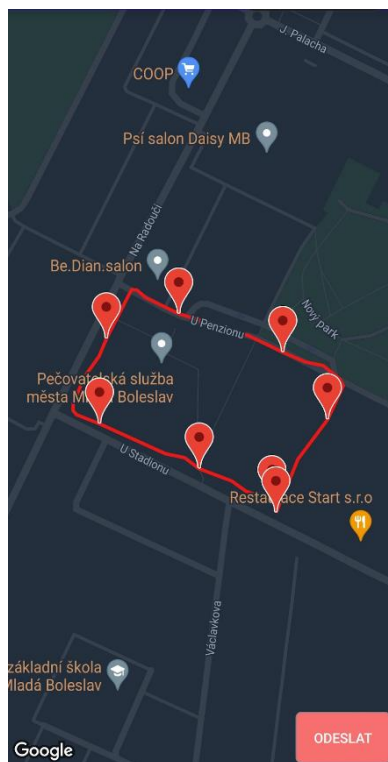 J. Palacha
COOP
Psí salon Daisy MB
Na Radouči
Be.Dian.salon
Nový park
U Penzionu
Pečovatelská služba
města Boleslav
U Stadionu
Restaurace Start s.r.o
Václavkova
základní škola
Mladá Boleslav
Google
ODESLAT